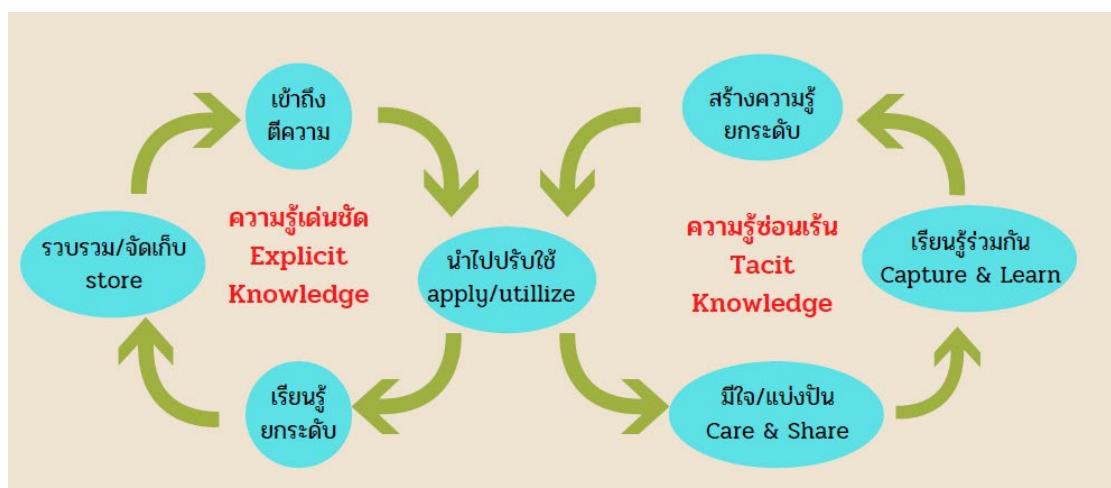 เข้าถึง
ตีความ
สร้างความรู้
ยกระดับ
ความรู้เด่นชัด
Explicit
Knowledge
ความรู้ซ่อนเร้น
Tacit
Knowledge
รวบรวม/จัดเก็บ
store
นำไปปรับใช้
apply/utillize
เรียนรู้ร่วมกัน
Capture & Learn
เรียนรู้
ยกระดับ
มีใจ/แบ่งปัน
Care & Share